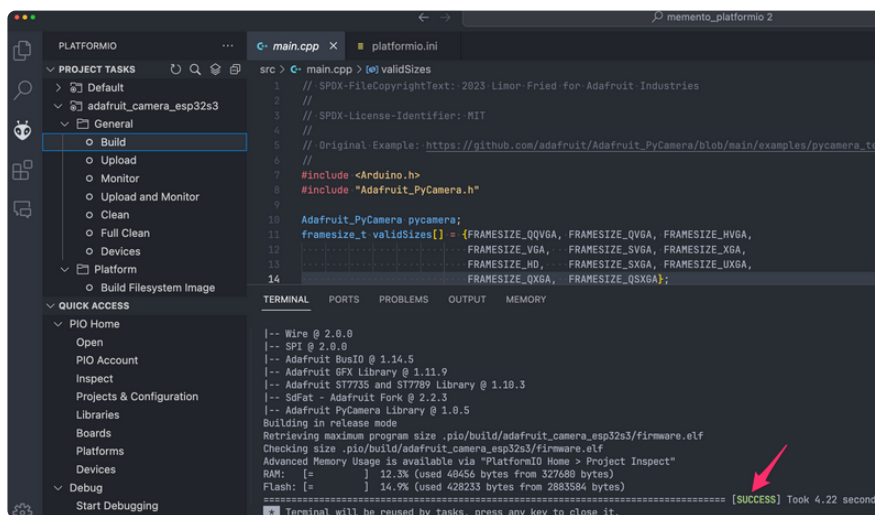 memento_platformio 2
PLATFORMIO
PROJECT TASKS
Default
adafruit_camera_esp32s3
General
Build
Upload
Monitor
Upload and Monitor
Clean
Full Clean
Devices
Platform
Build Filesystem Image
QUICK ACCESS
PIO Home
Open
PIO Account
Inspect
Projects & Configuration
Libraries
Boards
Platforms
Devices
Debug
Start Debugging
main.cpp
platformio.ini
src > main.cpp > validSizes
1 // SPDX-FileCopyrightText: 2023 Limor Fried for Adafruit Industries
2 //
3 // SPDX-License-Identifier: MIT
4 //
5 // Original Example: https://github.com/adafruit/Adafruit_PyCamera/blob/main/examples/pycamera_te
6 //
7 #include <Arduino.h>
8 #include "Adafruit_PyCamera.h"
9
10 Adafruit_PyCamera pycamera;
11 framesize_t validSizes[] = {FRAMESIZE_QQVGA, FRAMESIZE_QVGA, FRAMESIZE_HVGA,
12 FRAMESIZE_VGA, FRAMESIZE_SVGA, FRAMESIZE_XGA,
13 FRAMESIZE_HD, FRAMESIZE_SXGA, FRAMESIZE_UXGA,
14 FRAMESIZE_QXGA, FRAMESIZE_QSXGA};
TERMINAL PORTS PROBLEMS OUTPUT MEMORY
|-- Wire @ 2.0.0
|-- SPI @ 2.0.0
|-- Adafruit BusIO @ 1.14.5
|-- Adafruit GFX Library @ 1.11.9
|-- Adafruit ST7735 and ST7789 Library @ 1.10.3
|-- SdFat - Adafruit Fork @ 2.2.3
|-- Adafruit PyCamera Library @ 1.0.5
Building in release mode
Retrieving maximum program size .pio/build/adafruit_camera_esp32s3/firmware.elf
Checking size .pio/build/adafruit_camera_esp32s3/firmware.elf
Advanced Memory Usage is available via "PlatformIO Home > Project Inspect"
RAM: [= ] 12.3% (used 40456 bytes from 327680 bytes)
Flash: [= ] 14.9% (used 428233 bytes from 2883584 bytes)
[SUCCESS] Took 4.22 second
* Terminal will be reused by tasks, press any key to close it.